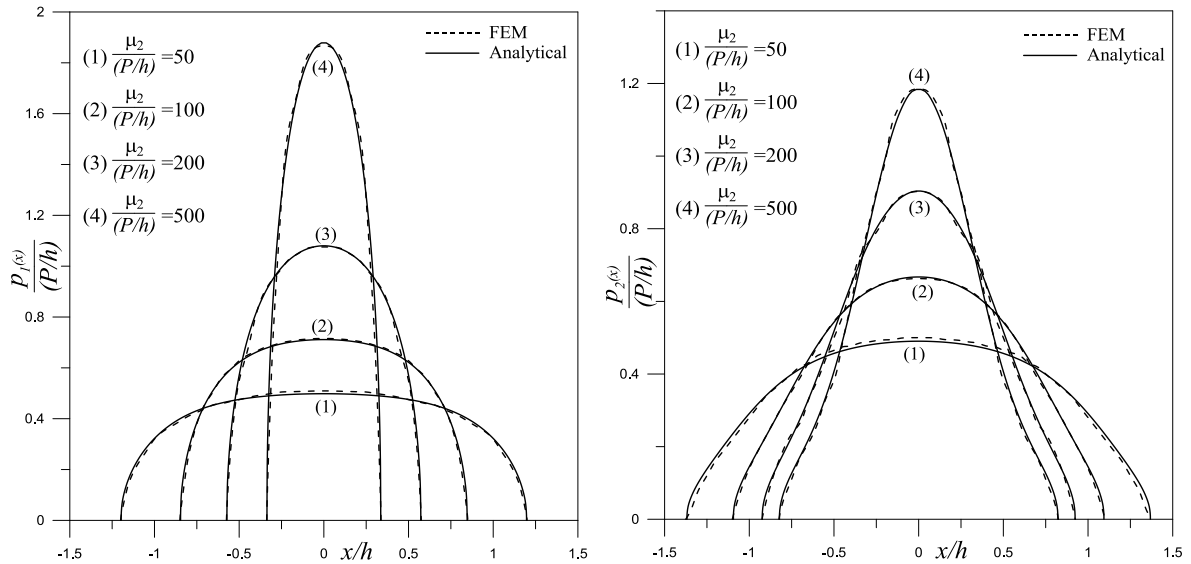 2
1.6
1.2
0.8
0.4
0
p₁(x)
(P/h)
(1) μ₂/(P/h) =50
(2) μ₂/(P/h) =100
(3) μ₂/(P/h) =200
(4) μ₂/(P/h) =500
FEM
Analytical
(4)
(3)
(2)
(1)
-1.5 -1 -0.5 0 0.5 1 1.5
x/h
1.2
0.8
0.4
0
p₂(x)
(P/h)
(1) μ₂/(P/h) =50
(2) μ₂/(P/h) =100
(3) μ₂/(P/h) =200
(4) μ₂/(P/h) =500
FEM
Analytical
(4)
(3)
(2)
(1)
-1.5 -1 -0.5 0 0.5 1 1.5
x/h